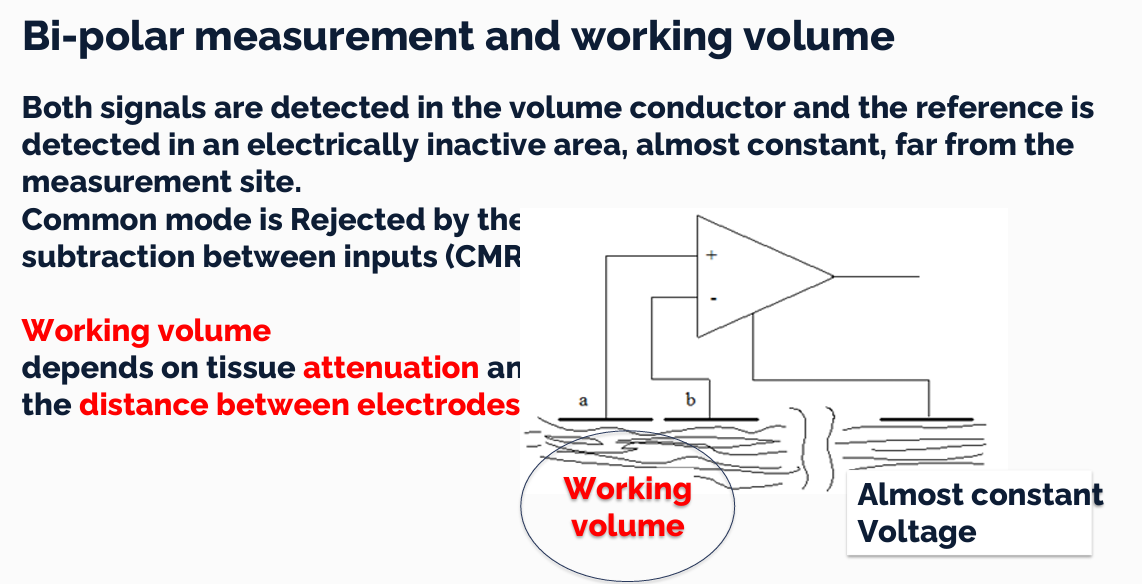 Bi-polar measurement and working volume
Both signals are detected in the volume conductor and the reference is
detected in an electrically inactive area, almost constant, far from the
measurement site.
Common mode is Rejected by the
subtraction between inputs (CMR
Working volume
depends on tissue attenuation an
the distance between electrodes
+
-
a
b
Working
volume
Almost constant
Voltage